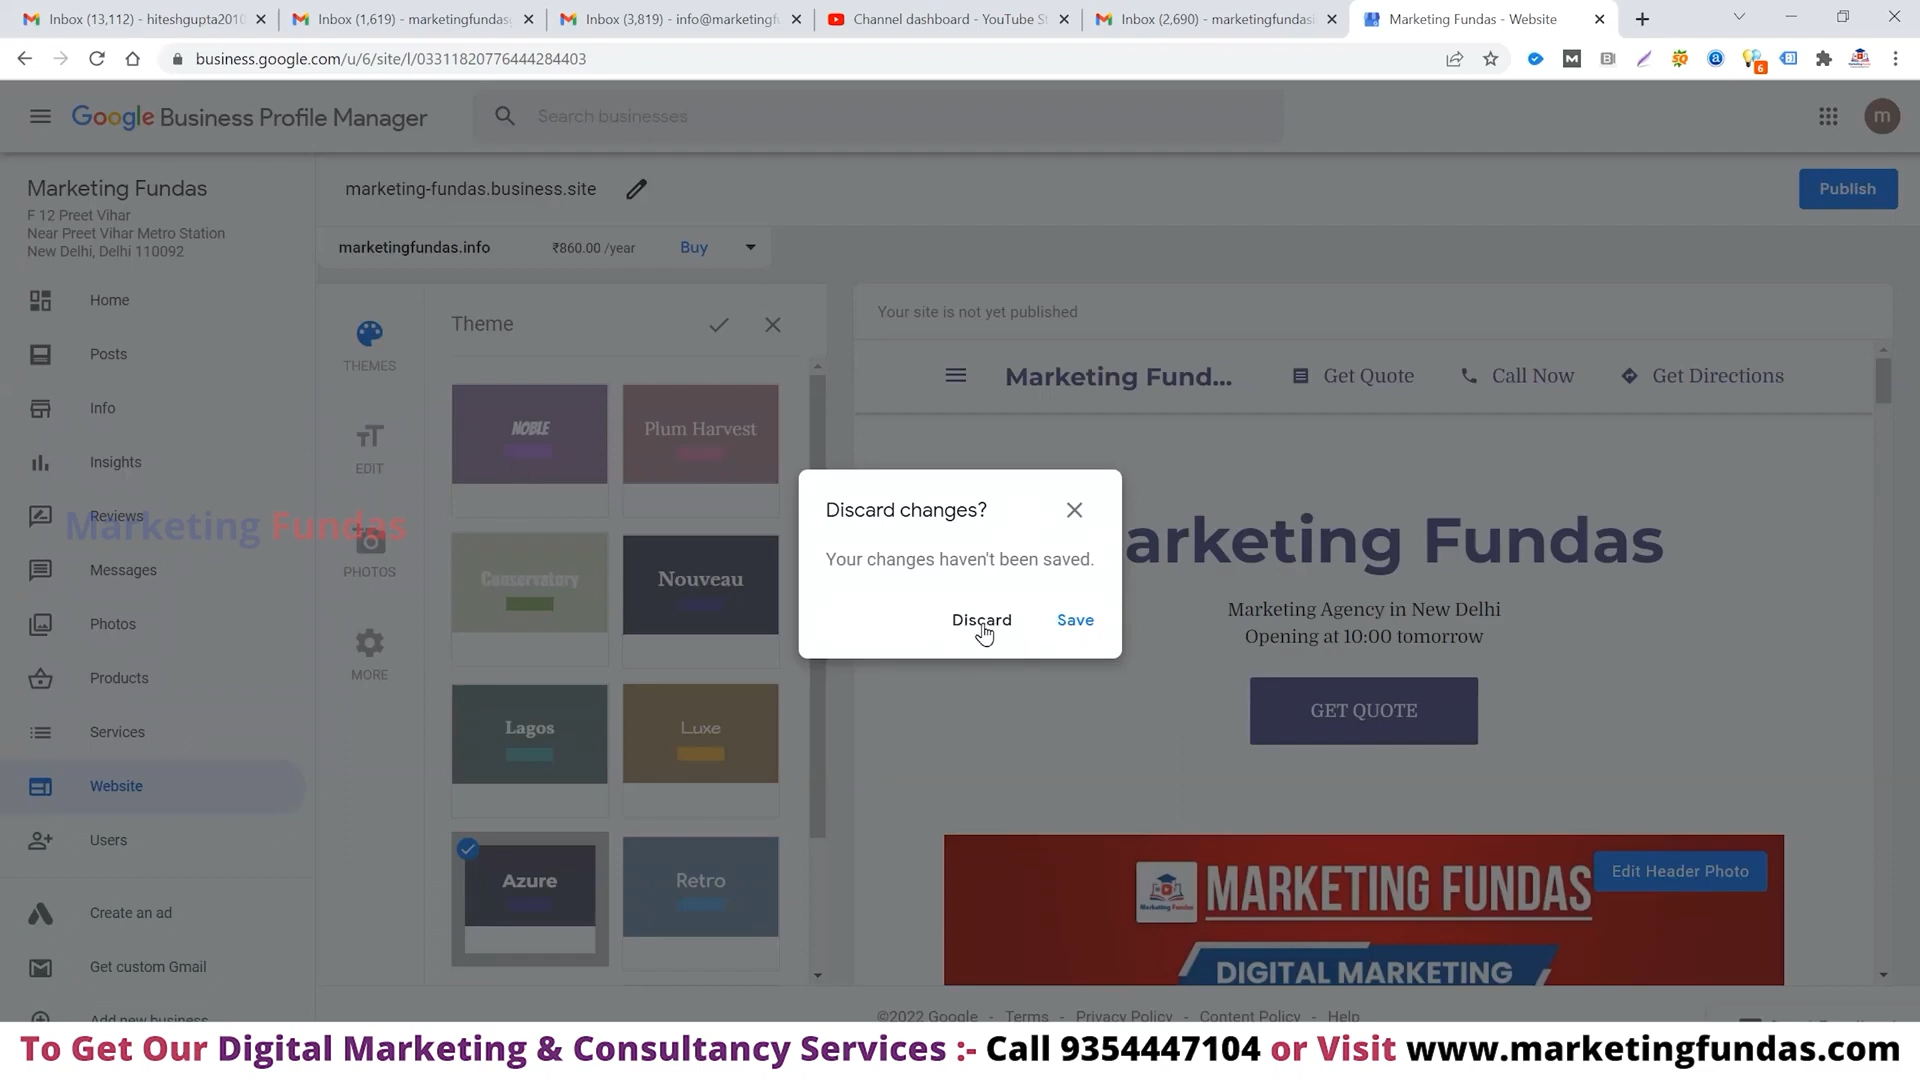 Inbox (13,112) - hiteshgupta2010
Inbox (1,619) - marketingfundasg
Inbox (3,819) - info@marketingfu
Channel dashboard - YouTube St
Inbox (2,690) - marketingfundasi
Marketing Fundas - Website
business.google.com/u/6/site/l/03311820776444284403
6
Google Business Profile Manager
Search businesses
m
Marketing Fundas
F 12 Preet Vihar
Near Preet Vihar Metro Station
New Delhi, Delhi 110092
marketing-fundas.business.site
Publish
marketingfundas.info
₹860.00 /year
Buy
Home
Posts
Info
Insights
Reviews
Messages
Photos
Products
Services
Website
Users
Create an ad
Get custom Gmail
Add new business
Marketing Fundas
THEMES
EDIT
PHOTOS
MORE
Theme
NOBLE
Plum Harvest
Conservatory
Nouveau
Lagos
Luxe
Azure
Retro
Your site is not yet published
Marketing Fund...
Get Quote
Call Now
Get Directions
arketing Fundas
Marketing Agency in New Delhi
Opening at 10:00 tomorrow
GET QUOTE
Discard changes?
Your changes haven't been saved.
Discard
Save
Edit Header Photo
Marketing Fundas
MARKETING FUNDAS
DIGITAL MARKETING
©2022 Google - Terms - Privacy Policy - Content Policy - Help
To Get Our Digital Marketing & Consultancy Services :- Call 9354447104 or Visit www.marketingfundas.com